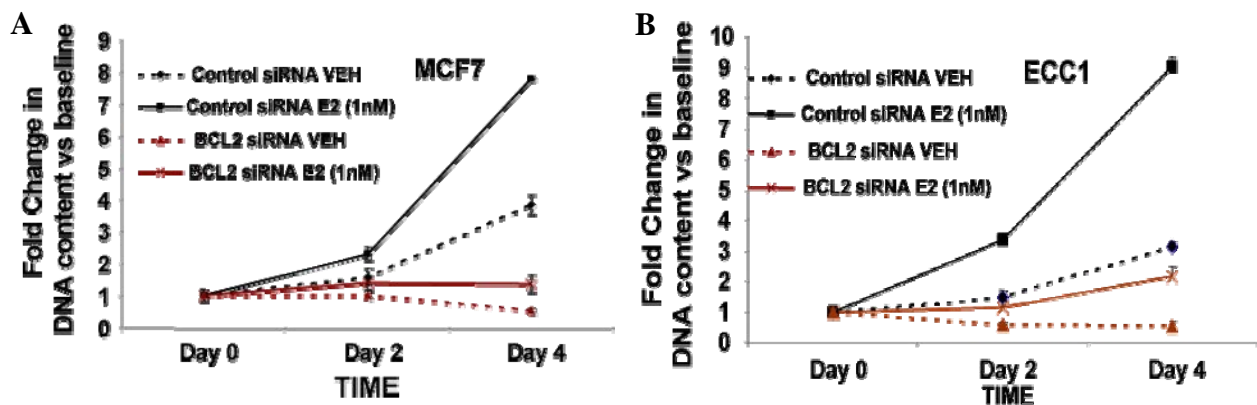 A
Fold Change in
DNA content vs baseline
9
8
7
6
5
4
3
2
1
0
MCF7
Control siRNA VEH
Control siRNA E2 (1nM)
BCL2 siRNA VEH
BCL2 siRNA E2 (1nM)
Day 0 Day 2 Day 4
TIME
B
Fold Change in
DNA content vs baseline
10
9
8
7
6
5
4
3
2
1
0
ECC1
Control siRNA VEH
Control siRNA E2 (1nM)
BCL2 siRNA VEH
BCL2 siRNA E2 (1nM)
Day 0 Day 2 Day 4
TIME